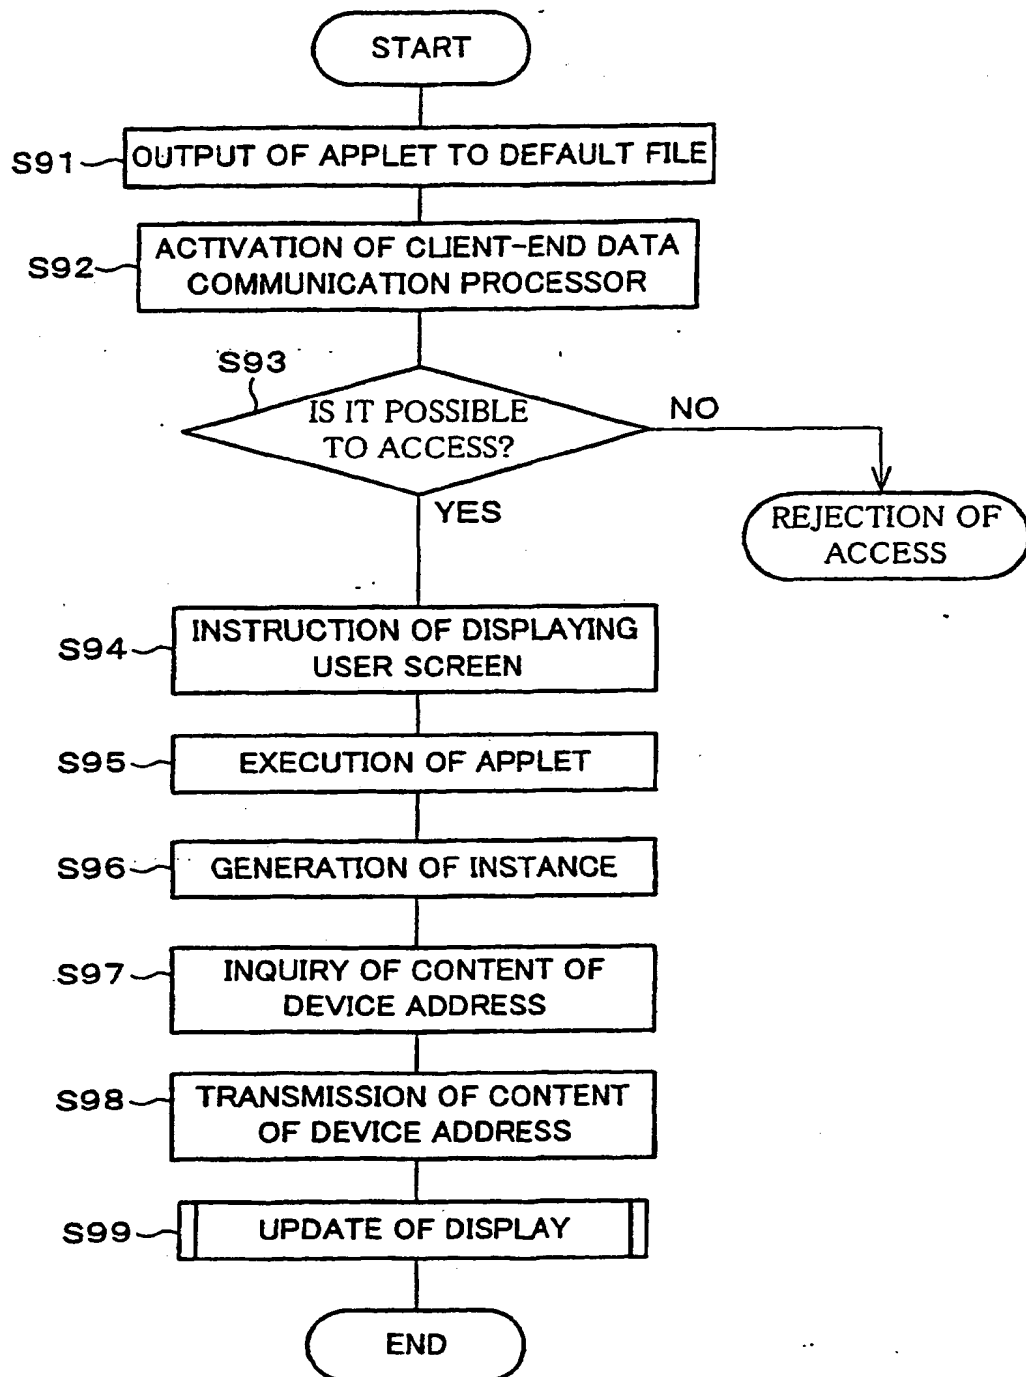 START
S91
OUTPUT OF APPLET TO DEFAULT FILE
S92
ACTIVATION OF CLIENT-END DATA
COMMUNICATION PROCESSOR
S93
IS IT POSSIBLE
TO ACCESS?
NO
YES
REJECTION OF
ACCESS
S94
INSTRUCTION OF DISPLAYING
USER SCREEN
S95
EXECUTION OF APPLET
S96
GENERATION OF INSTANCE
S97
INQUIRY OF CONTENT OF
DEVICE ADDRESS
S98
TRANSMISSION OF CONTENT
OF DEVICE ADDRESS
S99
UPDATE OF DISPLAY
END